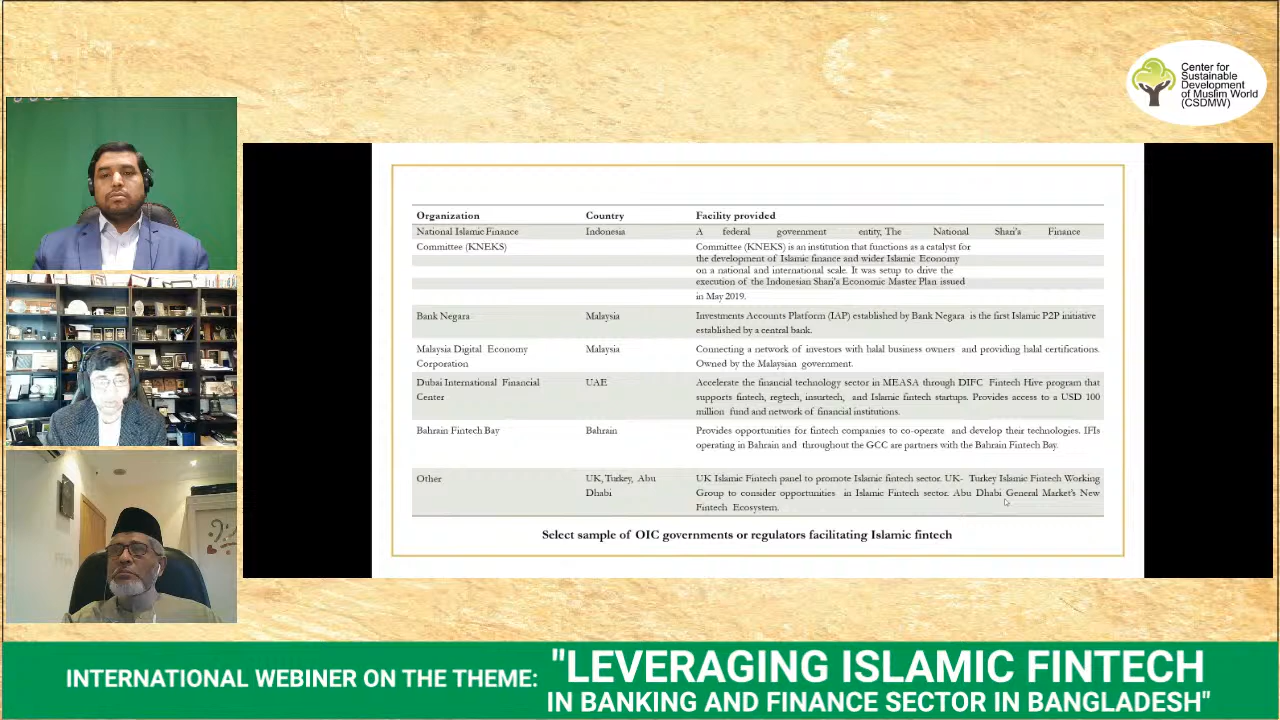 Center for
Sustainable
Development
of Muslim World
(CSDMW)
Organization Country Facility provided
National Islamic Finance Indonesia A federal government entity, The National Shari's Finance
Committee (KNEKS) Committee (KNEKS) is an institution that functions as a catalyst for
the development of Islamic finance and wider Islamic Economy
on a national and international scale. It was setup to drive the
execution of the Indonesian Shari'a Economic Master Plan issued
in May 2019.
Bank Negara Malaysia Investments Accounts Platform (IAP) established by Bank Negara is the first Islamic P2P initiative
established by a central bank.
Malaysia Digital Economy Malaysia Connecting a network of investors with halal business owners and providing halal certifications.
Corporation Owned by the Malaysian government.
Dubai International Financial UAE Accelerate the financial technology sector in MEASA through DIFC Fintech Hive program that
Center supports fintech, regtech, insurtech, and Islamic fintech startups. Provides access to a USD 100
million fund and network of financial institutions.
Bahrain Fintech Bay Bahrain Provides opportunities for fintech companies to co-operate and develop their technologies. IFIs
operating in Bahrain and throughout the GCC are partners with the Bahrain Fintech Bay.
Other UK, Turkey, Abu UK Islamic Fintech panel to promote Islamic fintech sector. UK- Turkey Islamic Fintech Working
Dhabi Group to consider opportunities in Islamic Fintech sector. Abu Dhabi General Market's New
Fintech Ecosystem.
Select sample of OIC governments or regulators facilitating Islamic fintech
INTERNATIONAL WEBINER ON THE THEME: "LEVERAGING ISLAMIC FINTECH
IN BANKING AND FINANCE SECTOR IN BANGLADESH"